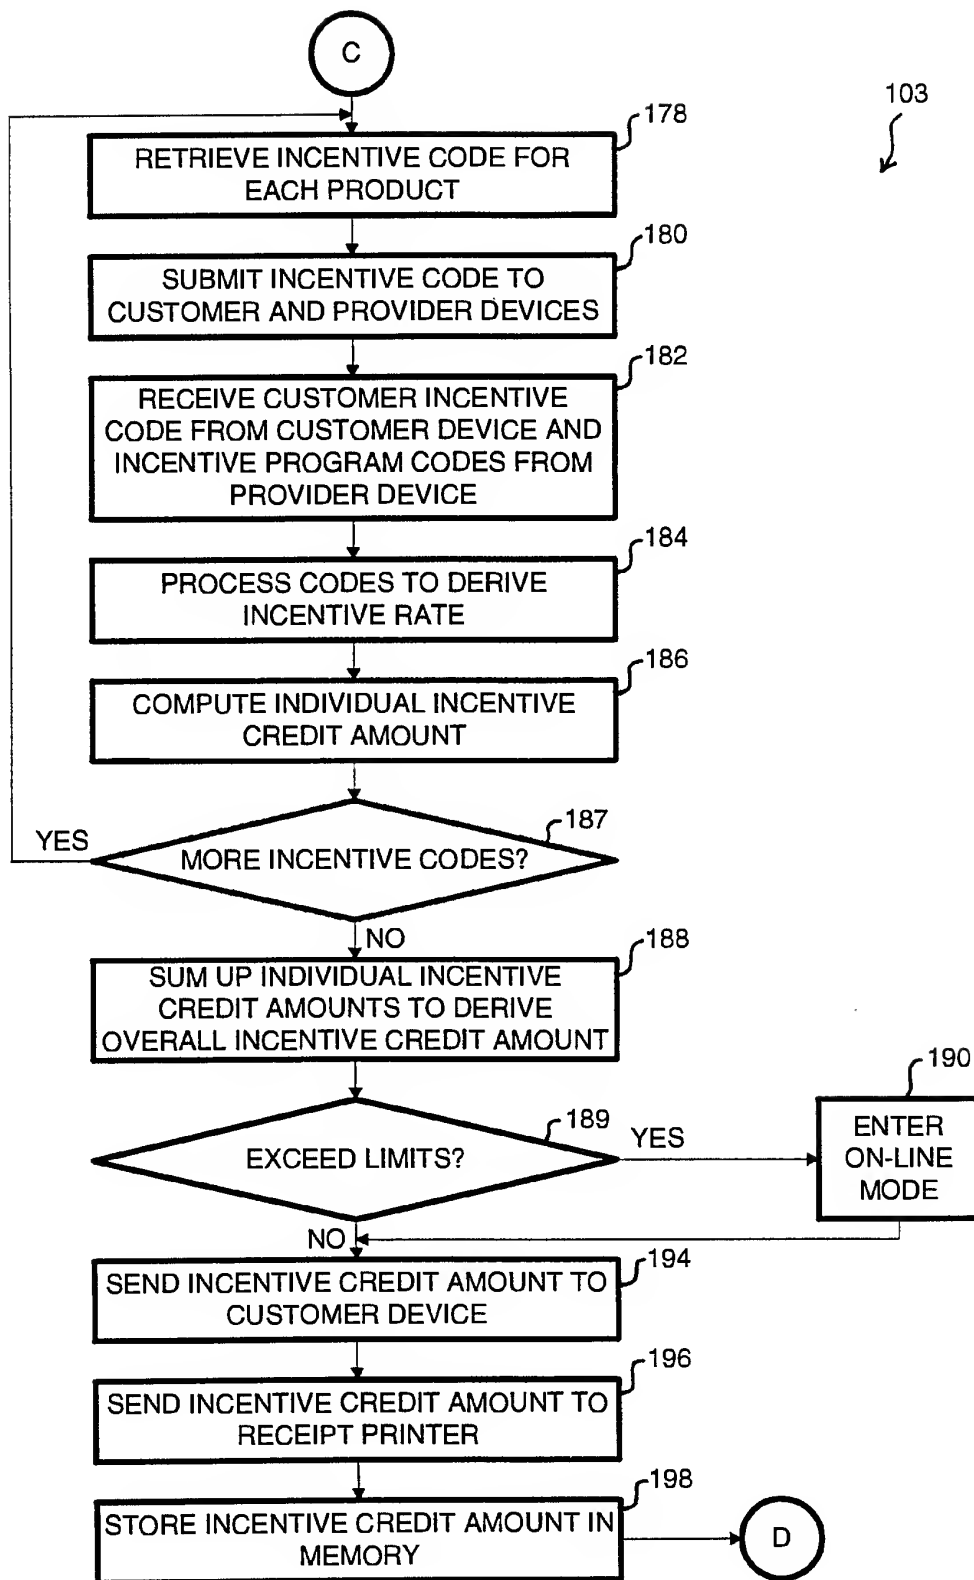 C
103
178
RETRIEVE INCENTIVE CODE FOR
EACH PRODUCT
180
SUBMIT INCENTIVE CODE TO
CUSTOMER AND PROVIDER DEVICES
182
RECEIVE CUSTOMER INCENTIVE
CODE FROM CUSTOMER DEVICE AND
INCENTIVE PROGRAM CODES FROM
PROVIDER DEVICE
184
PROCESS CODES TO DERIVE
INCENTIVE RATE
186
COMPUTE INDIVIDUAL INCENTIVE
CREDIT AMOUNT
187
YES
MORE INCENTIVE CODES?
NO
188
SUM UP INDIVIDUAL INCENTIVE
CREDIT AMOUNTS TO DERIVE
OVERALL INCENTIVE CREDIT AMOUNT
189
EXCEED LIMITS?
YES
190
ENTER
ON-LINE
MODE
NO
194
SEND INCENTIVE CREDIT AMOUNT TO
CUSTOMER DEVICE
196
SEND INCENTIVE CREDIT AMOUNT TO
RECEIPT PRINTER
198
STORE INCENTIVE CREDIT AMOUNT IN
MEMORY
D